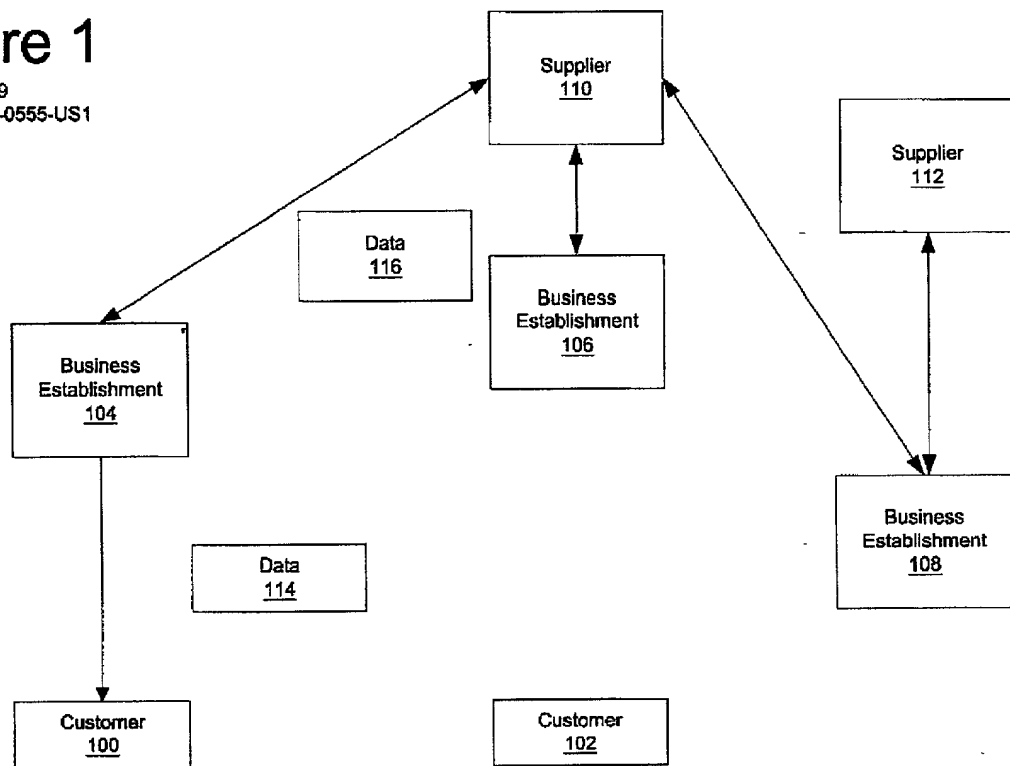 re 1
9
-0555-US1
Supplier
110
Supplier
112
Data
116
Business
Establishment
106
Business
Establishment
104
Business
Establishment
108
Data
114
Customer
100
Customer
102